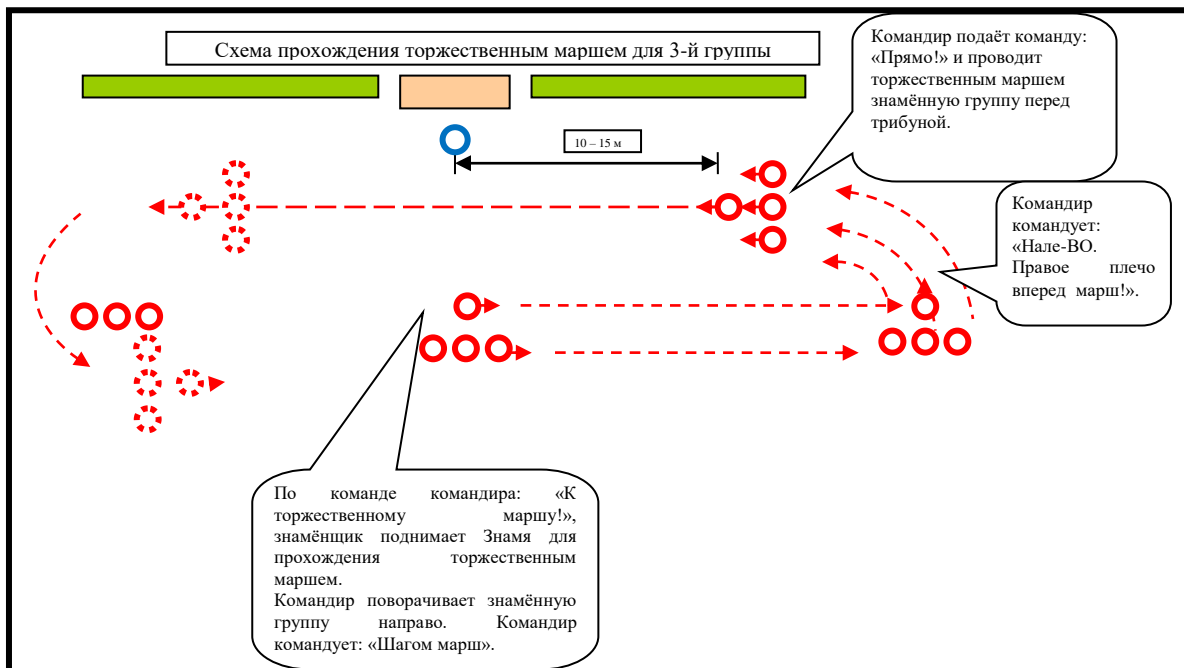 Схема прохождения торжественным маршем для 3-й группы
Командир подаёт команду:
«Прямо!» и проводит
торжественным маршем
знамённую группу перед
трибуной.
10 – 15 м
Командир
командует:
«Нале-ВО.
Правое плечо
вперед марш!».
По команде командира: «К
торжественному маршу!»,
знамёнщик поднимает Знамя для
прохождения торжественным
маршем.
Командир поворачивает знамённую
группу направо. Командир
командует: «Шагом марш».